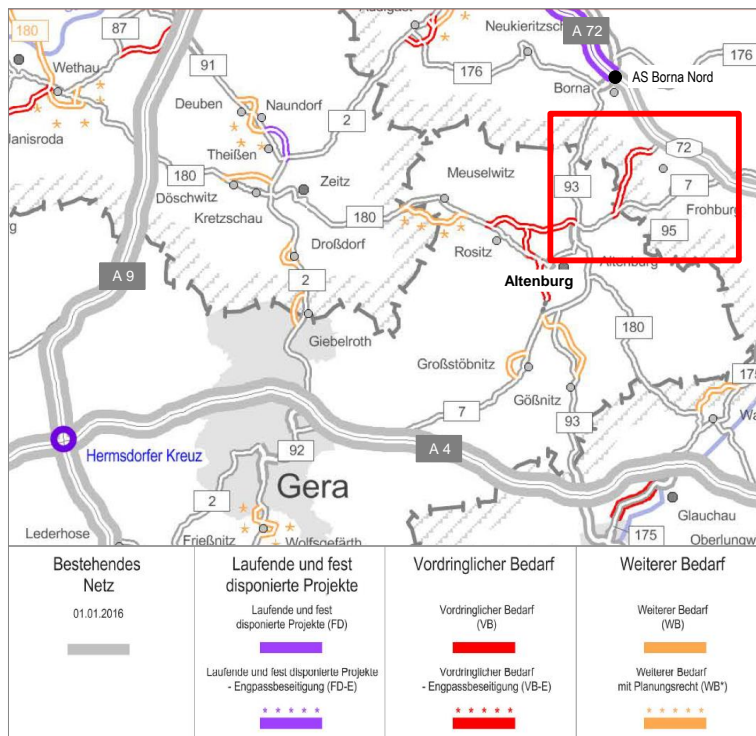 180
87
Wethau
Janisroda
91
Deuben
Naundorf
Theißen
180
Döschwitz
Kretzschau
Zeitz
2
176
Neukieritzsch
A 72
176
AS Borna Nord
Borna
72
93
7
Frohburg
95
Meuselwitz
180
Rositz
Altenburg
Altenburg
Droßdorf
A 9
2
Giebelroth
180
Großstöbnitz
Gößnitz
7
93
175
92
A 4
Hermsdorfer Kreuz
Gera
2
Lederhose
Frießnitz
Wolfsgefärth
Glauchau
175
Oberlungw
Bestehendes
Netz
01.01.2016
Laufende und fest
disponierte Projekte
Laufende und fest
disponierte Projekte (FD)
Laufende und fest disponierte Projekte
- Engpassbeseitigung (FD-E)
Vordringlicher Bedarf
Vordringlicher Bedarf
(VB)
Vordringlicher Bedarf
- Engpassbeseitigung (VB-E)
Weiterer Bedarf
Weiterer Bedarf
(WB)
Weiterer Bedarf
mit Planungsrecht (WB*)